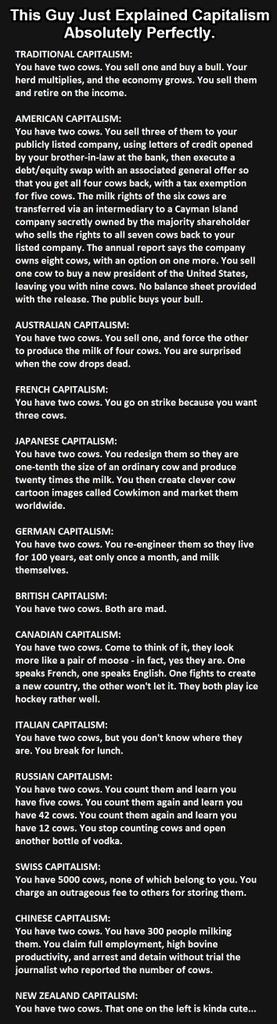 This Guy Just Explained Capitalism
Absolutely Perfectly.
TRADITIONAL CAPITALISM:
You have two cows. You sell one and buy a bull. Your
herd multiplies, and the economy grows. You sell them
and retire on the income.
AMERICAN CAPITALISM:
You have two cows. You sell three of them to your
publicly listed company, using letters of credit opened
by your brother-in-law at the bank, then execute a
debt/equity swap with an associated general offer so
that you get all four cows back, with a tax exemption
for five cows. The milk rights of the six cows are
transferred via an intermediary to a Cayman Island
company secretly owned by the majority shareholder
who sells the rights to all seven cows back to your
listed company. The annual report says the company
owns eight cows, with an option on one more. You sell
one cow to buy a new president of the United States,
leaving you with nine cows. No balance sheet provided
with the release. The public buys your bull.
AUSTRALIAN CAPITALISM:
You have two cows. You sell one, and force the other
to produce the milk of four cows. You are surprised
when the cow drops dead.
FRENCH CAPITALISM:
You have two cows. You go on strike because you want
three cows.
JAPANESE CAPITALISM:
You have two cows. You redesign them so they are
one-tenth the size of an ordinary cow and produce
twenty times the milk. You then create clever cow
cartoon images called Cowkimon and market them
worldwide.
GERMAN CAPITALISM:
You have two cows. You re-engineer them so they live
for 100 years, eat only once a month, and milk
themselves.
BRITISH CAPITALISM:
You have two cows. Both are mad.
CANADIAN CAPITALISM:
You have two cows. Come to think of it, they look
more like a pair of moose - in fact, yes they are. One
speaks French, one speaks English. One fights to create
a new country, the other won't let it. They both play ice
hockey rather well.
ITALIAN CAPITALISM:
You have two cows, but you don't know where they
are. You break for lunch.
RUSSIAN CAPITALISM:
You have two cows. You count them and learn you
have five cows. You count them again and learn you
have 42 cows. You count them again and learn you
have 12 cows. You stop counting cows and open
another bottle of vodka.
SWISS CAPITALISM:
You have 5000 cows, none of which belong to you. You
charge an outrageous fee to others for storing them.
CHINESE CAPITALISM:
You have two cows. You have 300 people milking
them. You claim full employment, high bovine
productivity, and arrest and detain without trial the
journalist who reported the number of cows.
NEW ZEALAND CAPITALISM:
You have two cows. That one on the left is kinda cute...